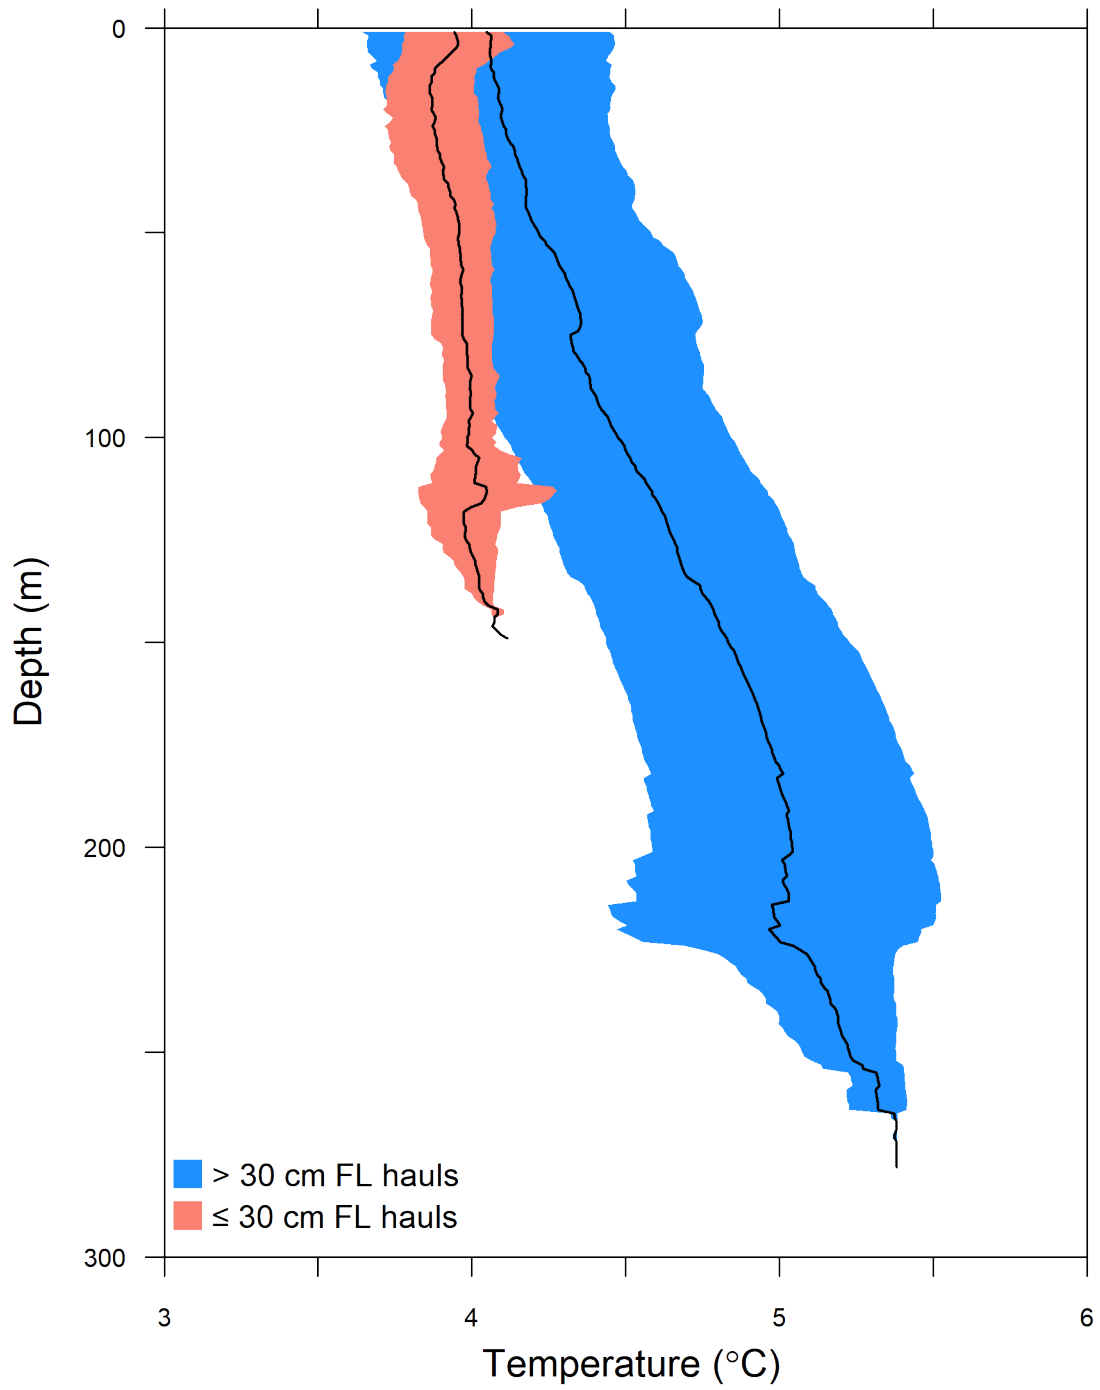 0
100
200
300
Depth (m)
> 30 cm FL hauls
≤ 30 cm FL hauls
3 4 5 6
Temperature (°C)